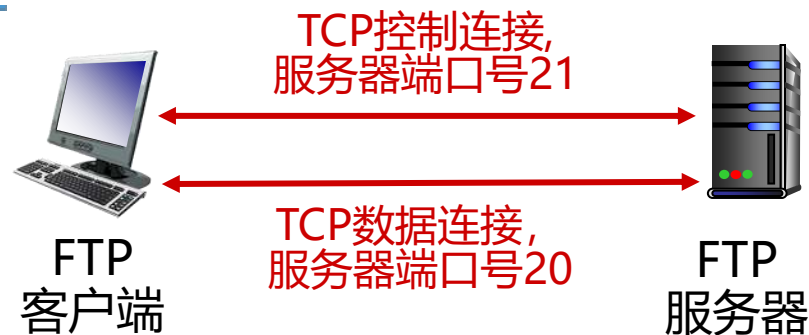 TCP控制连接,
服务器端口号21
TCP数据连接，
服务器端口号20
FTP
客户端
FTP
服务器